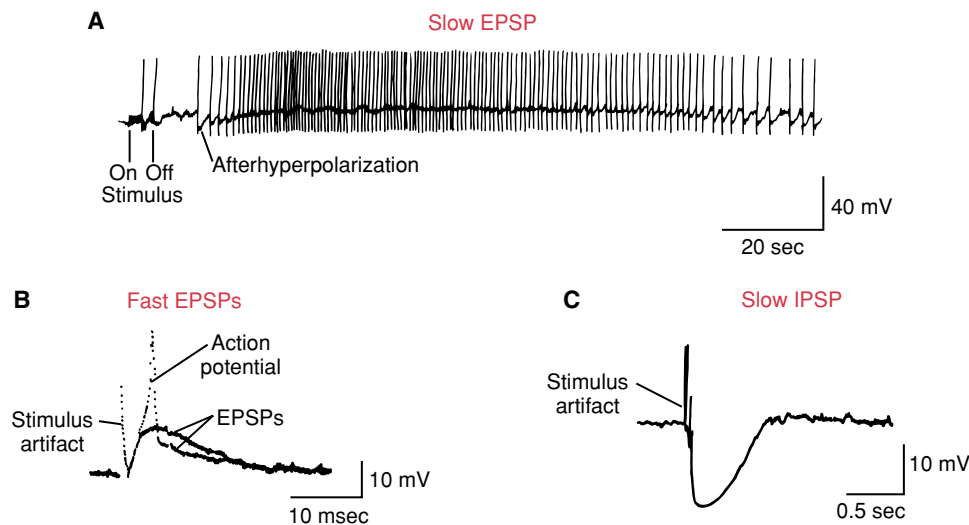 A
Slow EPSP
On Off
Stimulus
Afterhyperpolarization
40 mV
20 sec
B
Fast EPSPs
Action
potential
Stimulus
artifact
EPSPs
10 mV
10 msec
C
Slow IPSP
Stimulus
artifact
10 mV
0.5 sec